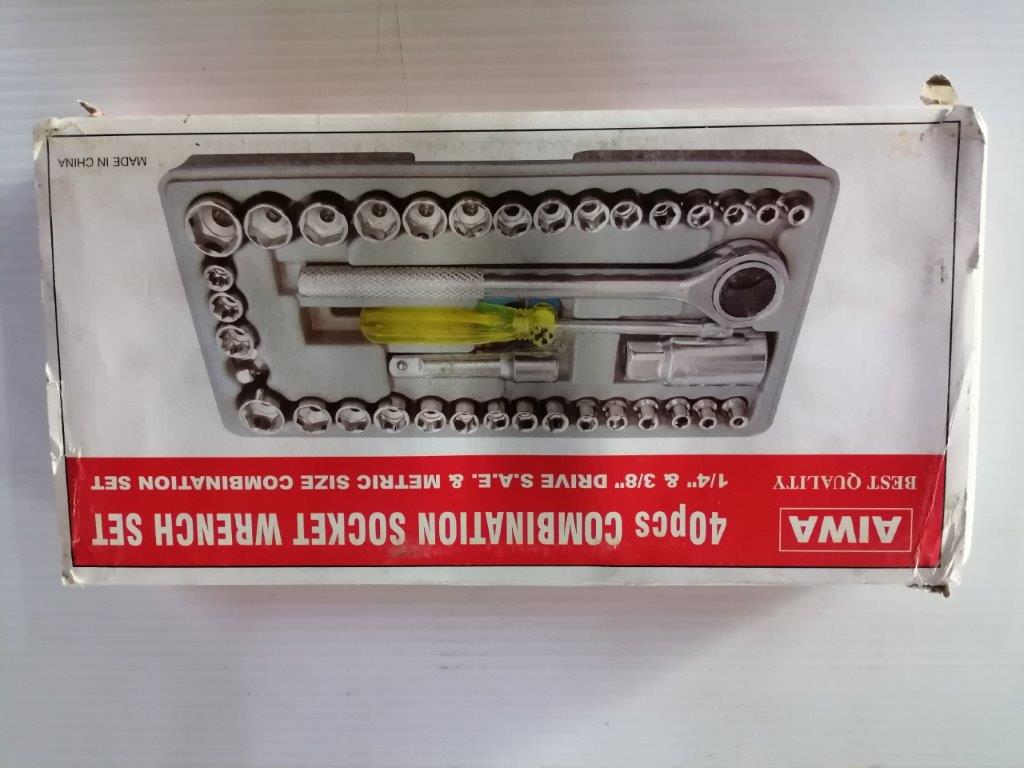 AIWA
BEST QUALITY
40pcs COMBINATION SOCKET WRENCH SET
1/4" & 3/8" DRIVE S.A.E. & METRIC SIZE COMBINATION SET
MADE IN CHINA